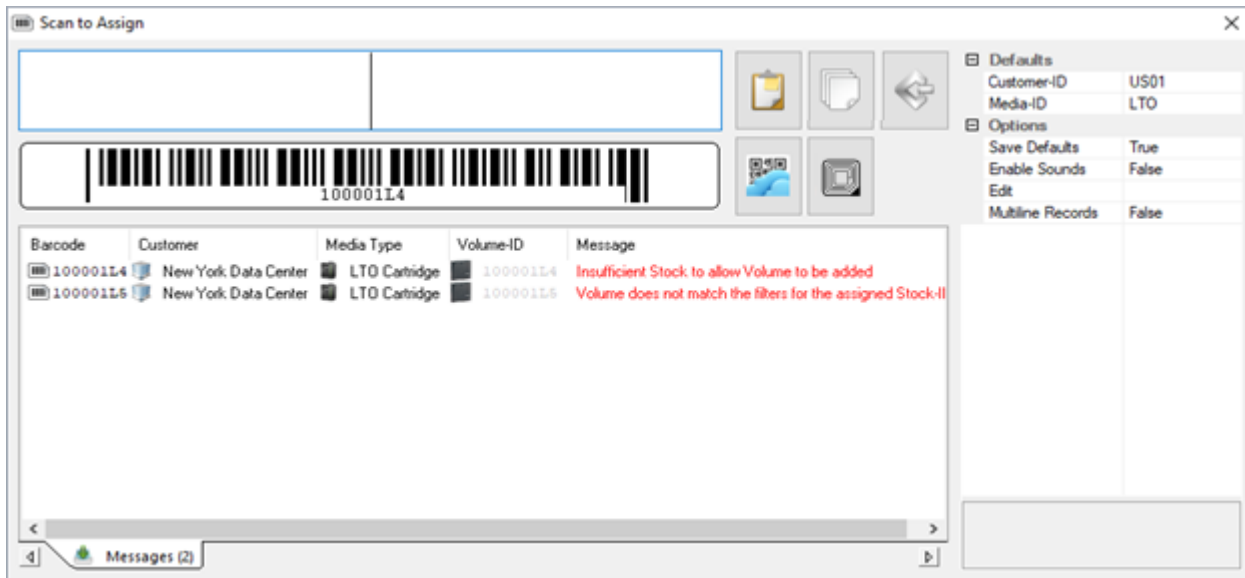 Scan to Assign
Defaults
Customer-ID US01
Media-ID LTO
Options
Save Defaults True
Enable Sounds False
Edit
Multiline Records False
100001L4
Barcode Customer Media Type Volume-ID Message
100001L4 New York Data Center LTO Cartridge 100001L4 Insufficient Stock to allow Volume to be added
100001L5 New York Data Center LTO Cartridge 100001L5 Volume does not match the filters for the assigned Stock-II
Messages (2)